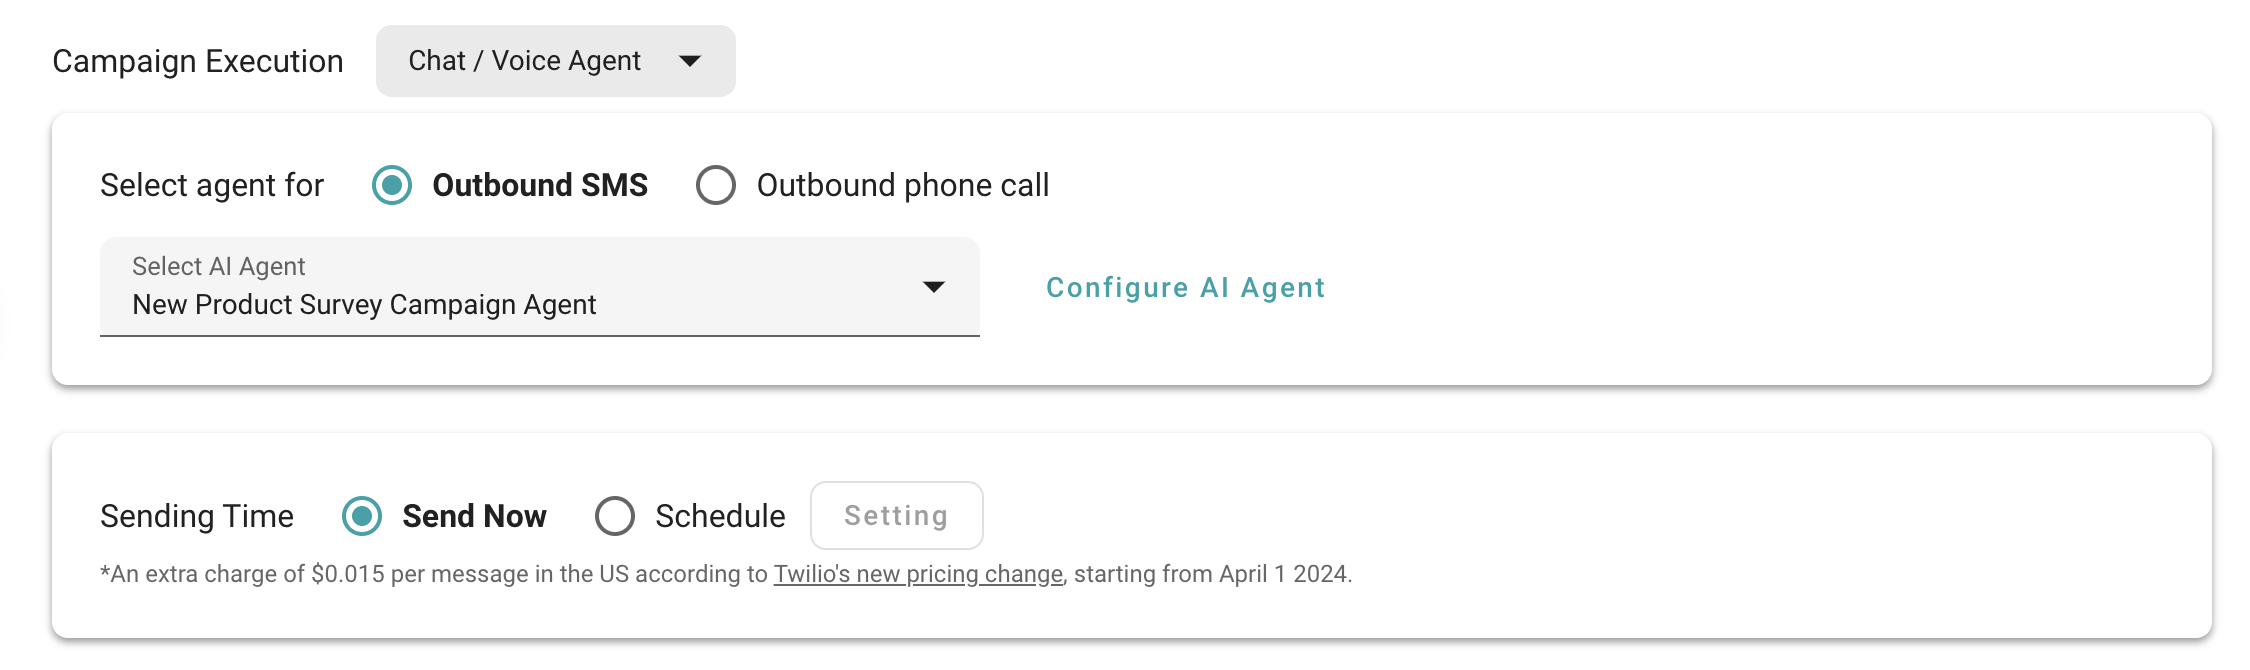 Campaign Execution Chat / Voice Agent
Select agent for Outbound SMS Outbound phone call
Select AI Agent
New Product Survey Campaign Agent
Configure AI Agent
Sending Time Send Now Schedule Setting
*An extra charge of $0.015 per message in the US according to Twilio's new pricing change, starting from April 1 2024.